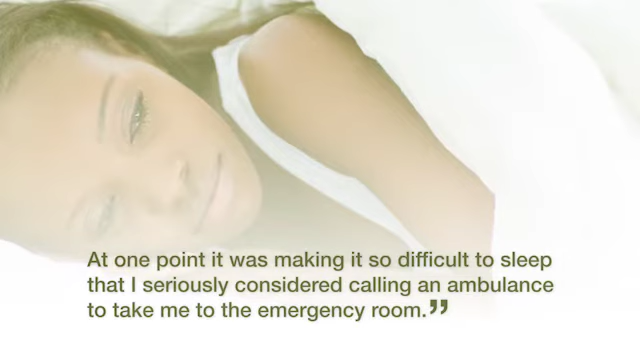 At one point it was making it so difficult to sleep
that I seriously considered calling an ambulance
to take me to the emergency room.”